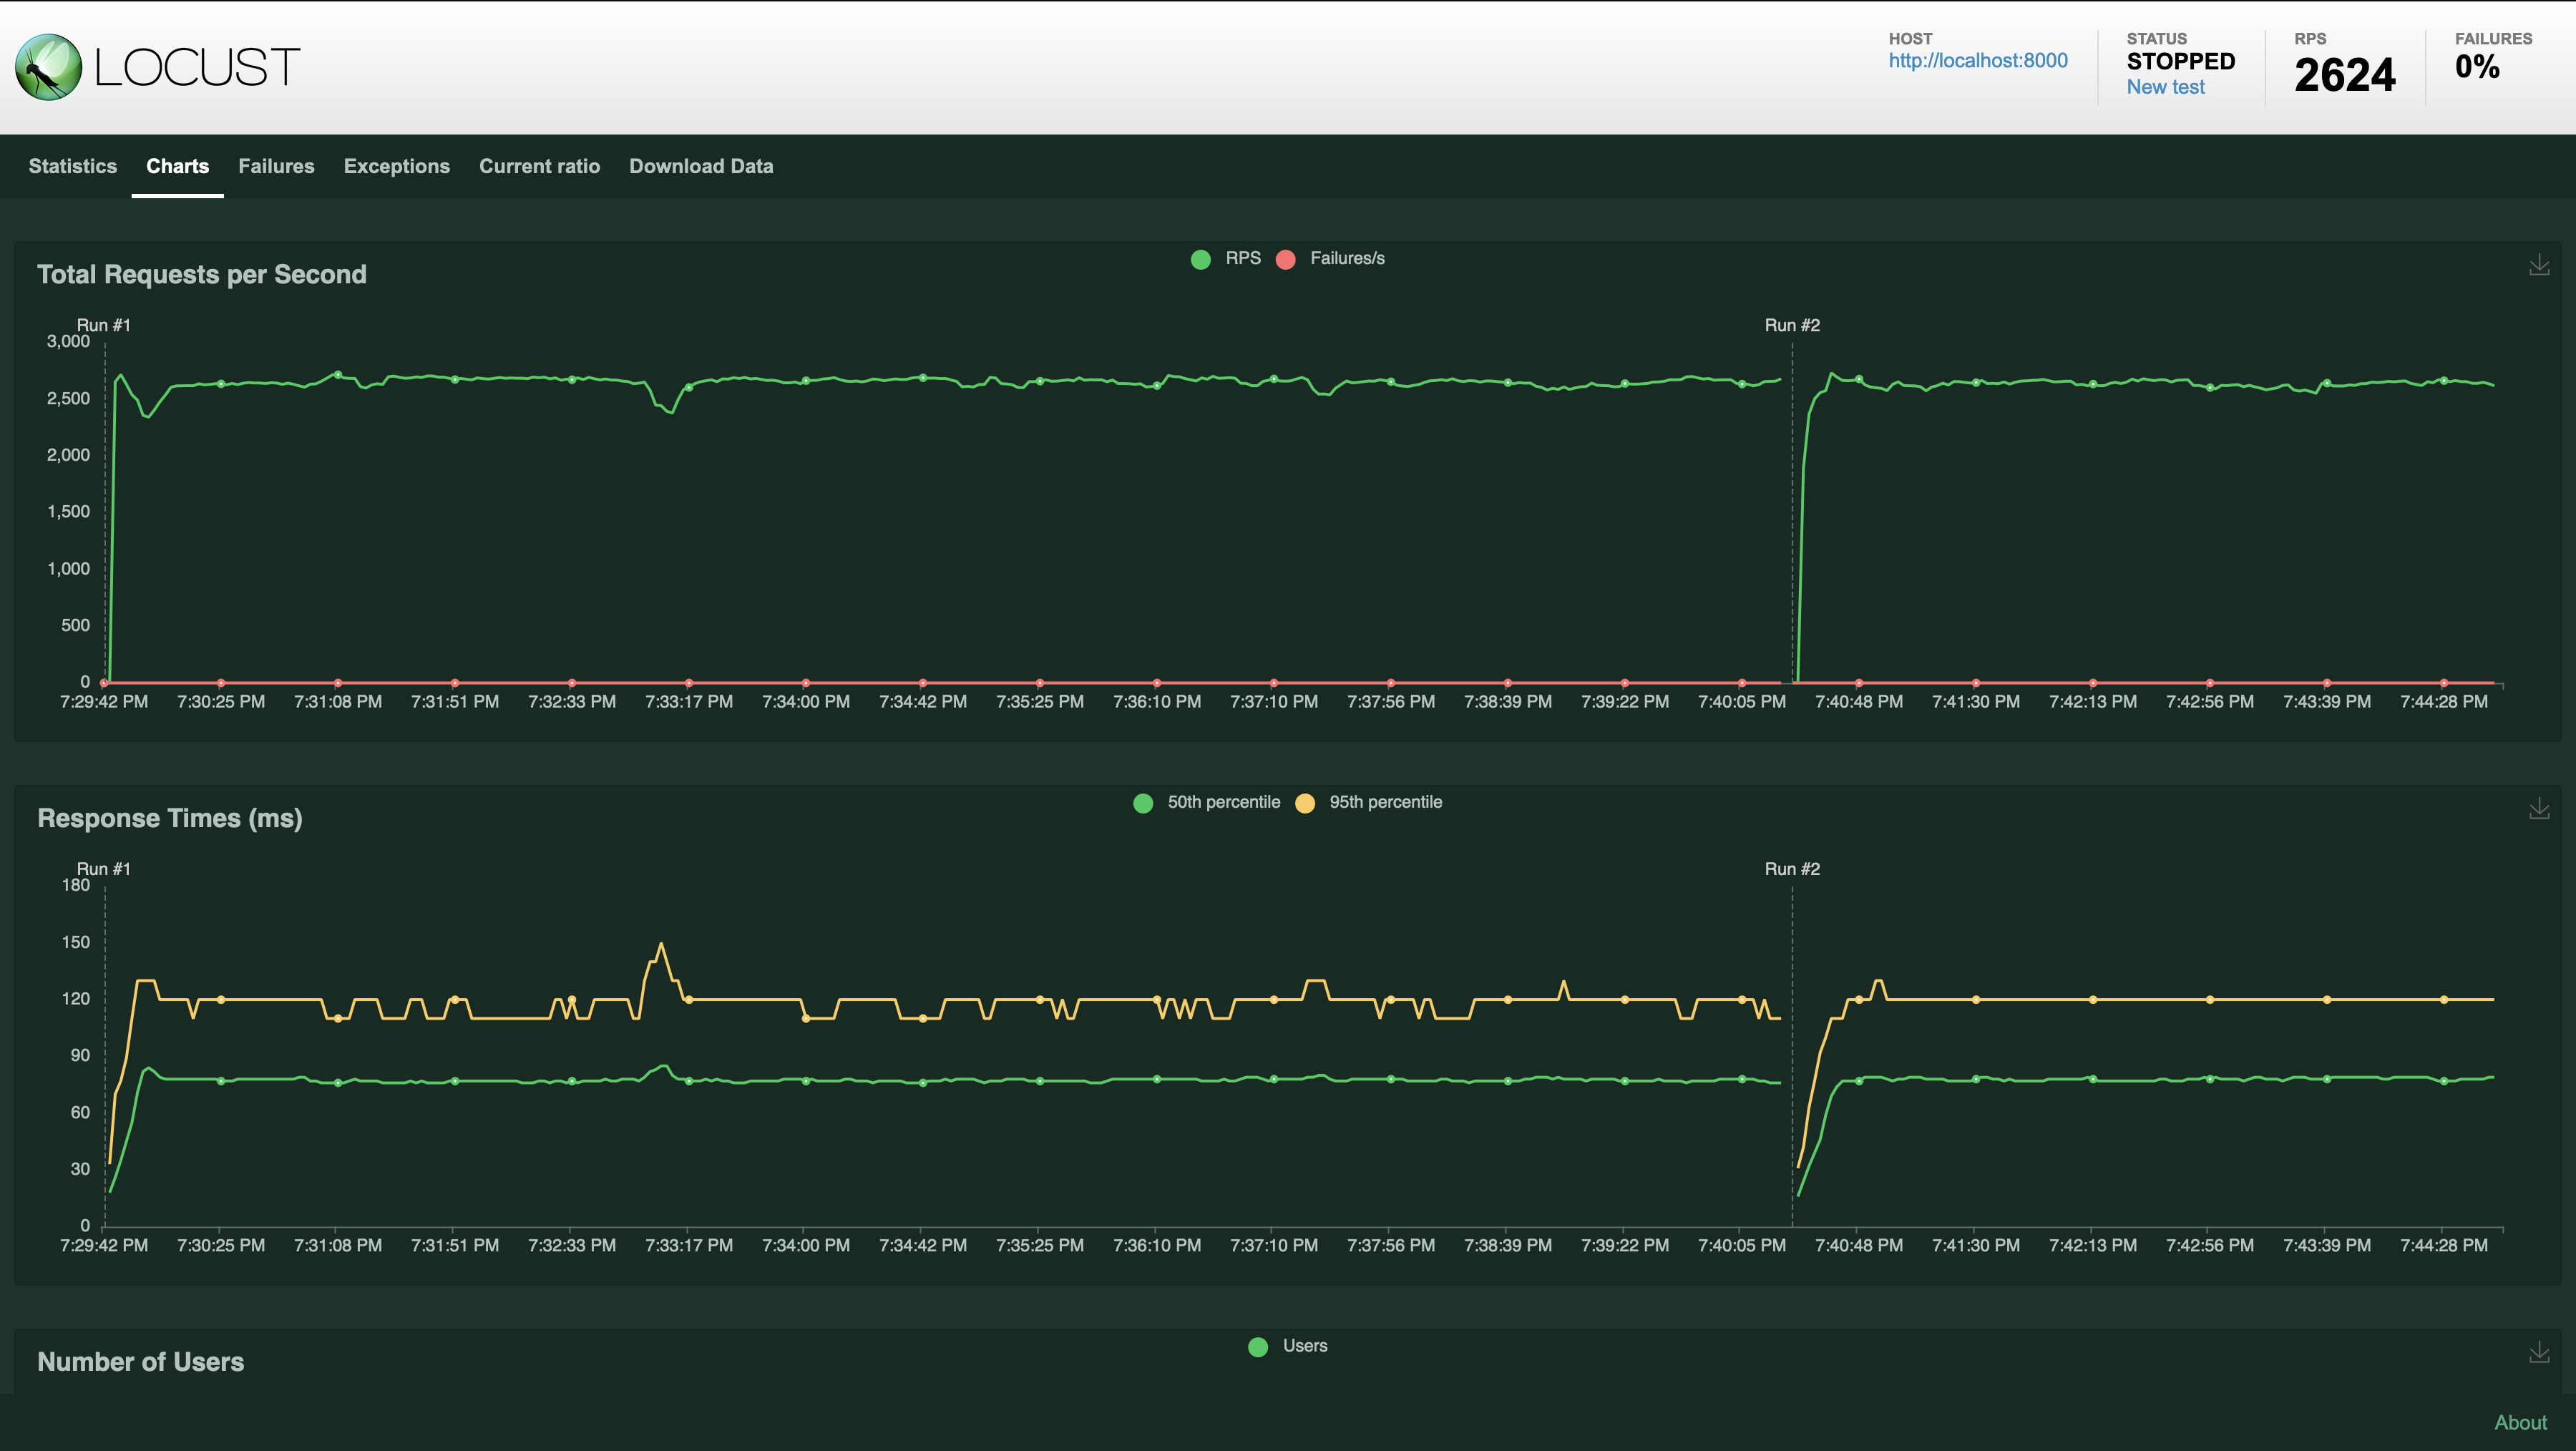 LOCUST
HOST
http://localhost:8000
STATUS
STOPPED
New test
RPS
2624
FAILURES
0%
Statistics Charts Failures Exceptions Current ratio Download Data
Total Requests per Second
RPS Failures/s
Run #1 Run #2
3,000
2,500
2,000
1,500
1,000
500
0
7:29:42 PM 7:30:25 PM 7:31:08 PM 7:31:51 PM 7:32:33 PM 7:33:17 PM 7:34:00 PM 7:34:42 PM 7:35:25 PM 7:36:10 PM 7:37:10 PM 7:37:56 PM 7:38:39 PM 7:39:22 PM 7:40:05 PM 7:40:48 PM 7:41:30 PM 7:42:13 PM 7:42:56 PM 7:43:39 PM 7:44:28 PM
Response Times (ms)
50th percentile 95th percentile
Run #1 Run #2
180
150
120
90
60
30
0
7:29:42 PM 7:30:25 PM 7:31:08 PM 7:31:51 PM 7:32:33 PM 7:33:17 PM 7:34:00 PM 7:34:42 PM 7:35:25 PM 7:36:10 PM 7:37:10 PM 7:37:56 PM 7:38:39 PM 7:39:22 PM 7:40:05 PM 7:40:48 PM 7:41:30 PM 7:42:13 PM 7:42:56 PM 7:43:39 PM 7:44:28 PM
Number of Users
Users
About